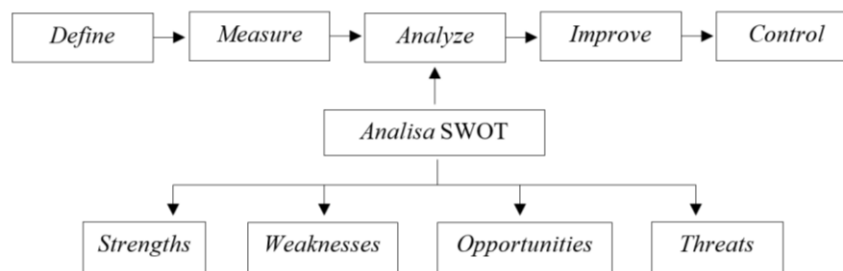 Define Measure Analyze Improve Control
Analisa SWOT
Strengths Weaknesses Opportunities Threats